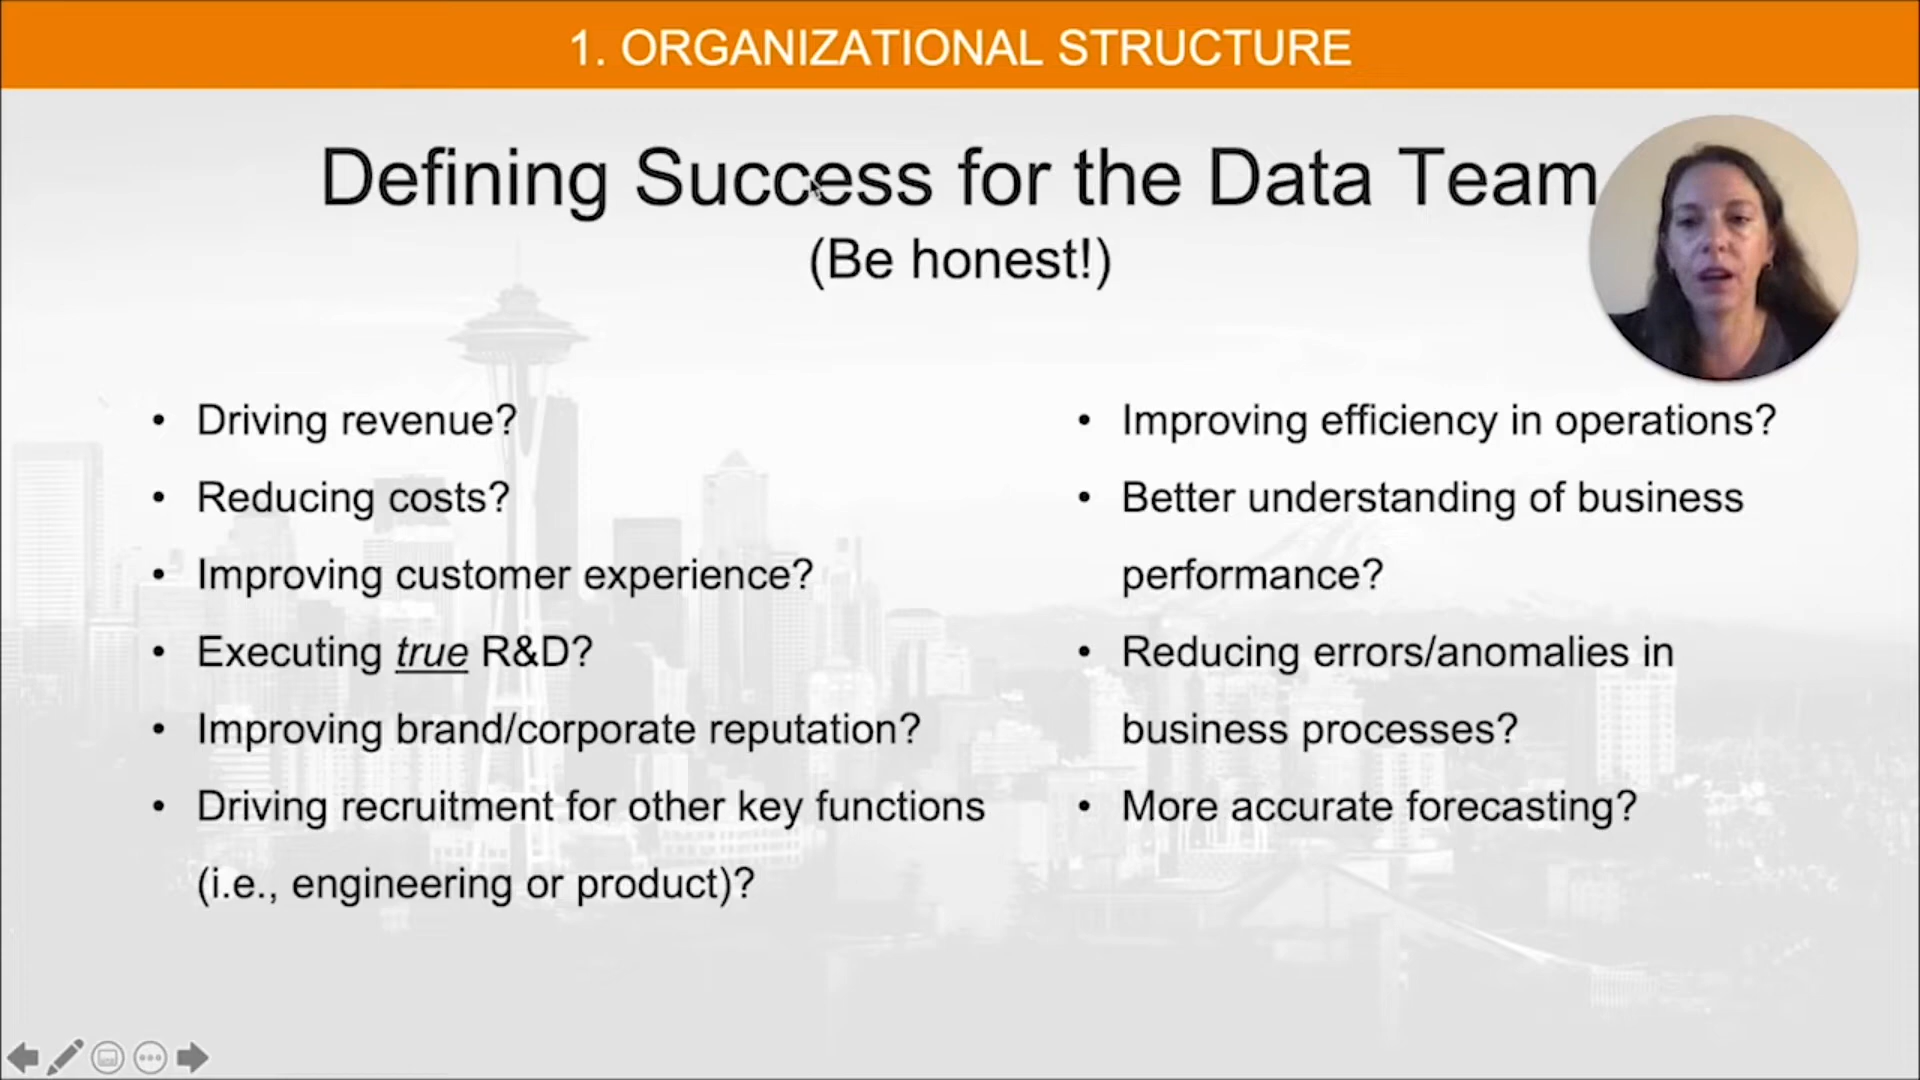 1. ORGANIZATIONAL STRUCTURE
Defining Success for the Data Team
(Be honest!)
• Driving revenue?
• Reducing costs?
• Improving customer experience?
• Executing true R&D?
• Improving brand/corporate reputation?
• Driving recruitment for other key functions
(i.e., engineering or product)?
• Improving efficiency in operations?
• Better understanding of business
performance?
• Reducing errors/anomalies in
business processes?
• More accurate forecasting?